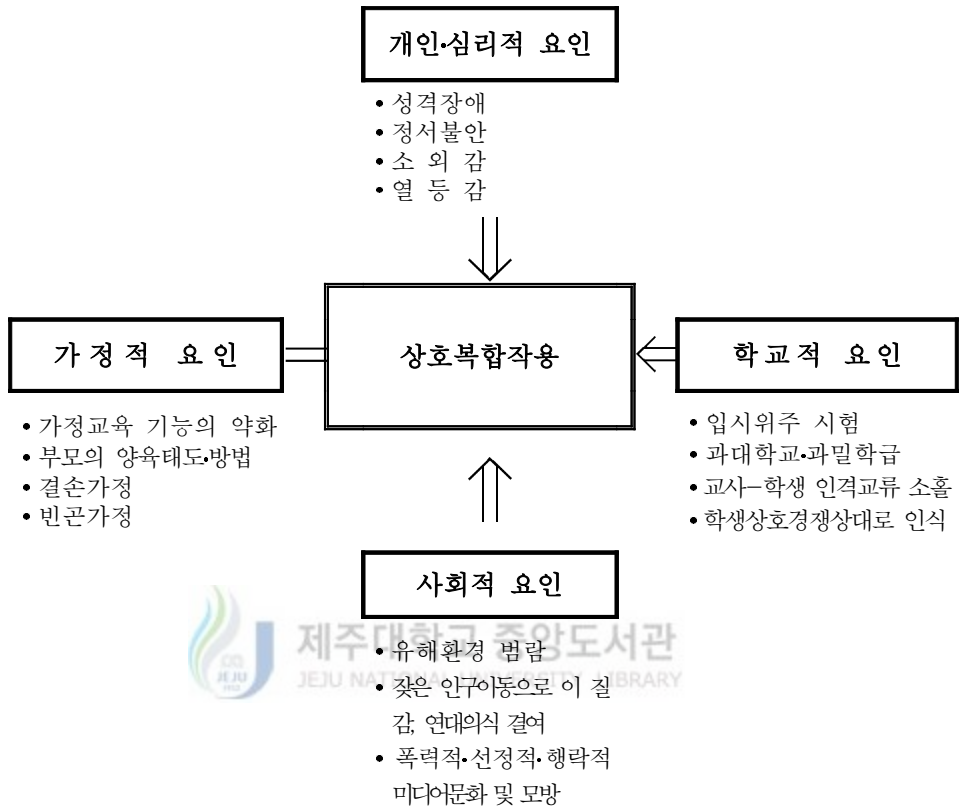 개인·심리적 요인
• 성격장애
• 정서불안
• 소 외 감
• 열 등 감
가 정 적 요 인
• 가정교육 기능의 약화
• 부모의 양육태도·방법
• 결손가정
• 빈곤가정
상호복합작용
학 교 적 요 인
• 입시위주 시험
• 과대학교·과밀학급
• 교사-학생 인격교류 소홀
• 학생상호경쟁상대로 인식
사회적 요인
• 유해환경 범람
• 잦은 인구이동으로 이 질
감, 연대의식 결여
• 폭력적·선정적·행락적
미디어문화 및 모방
제주대학교 중앙도서관
JEJU NATIONAL UNIVERSITY LIBRARY
JEJU
1952